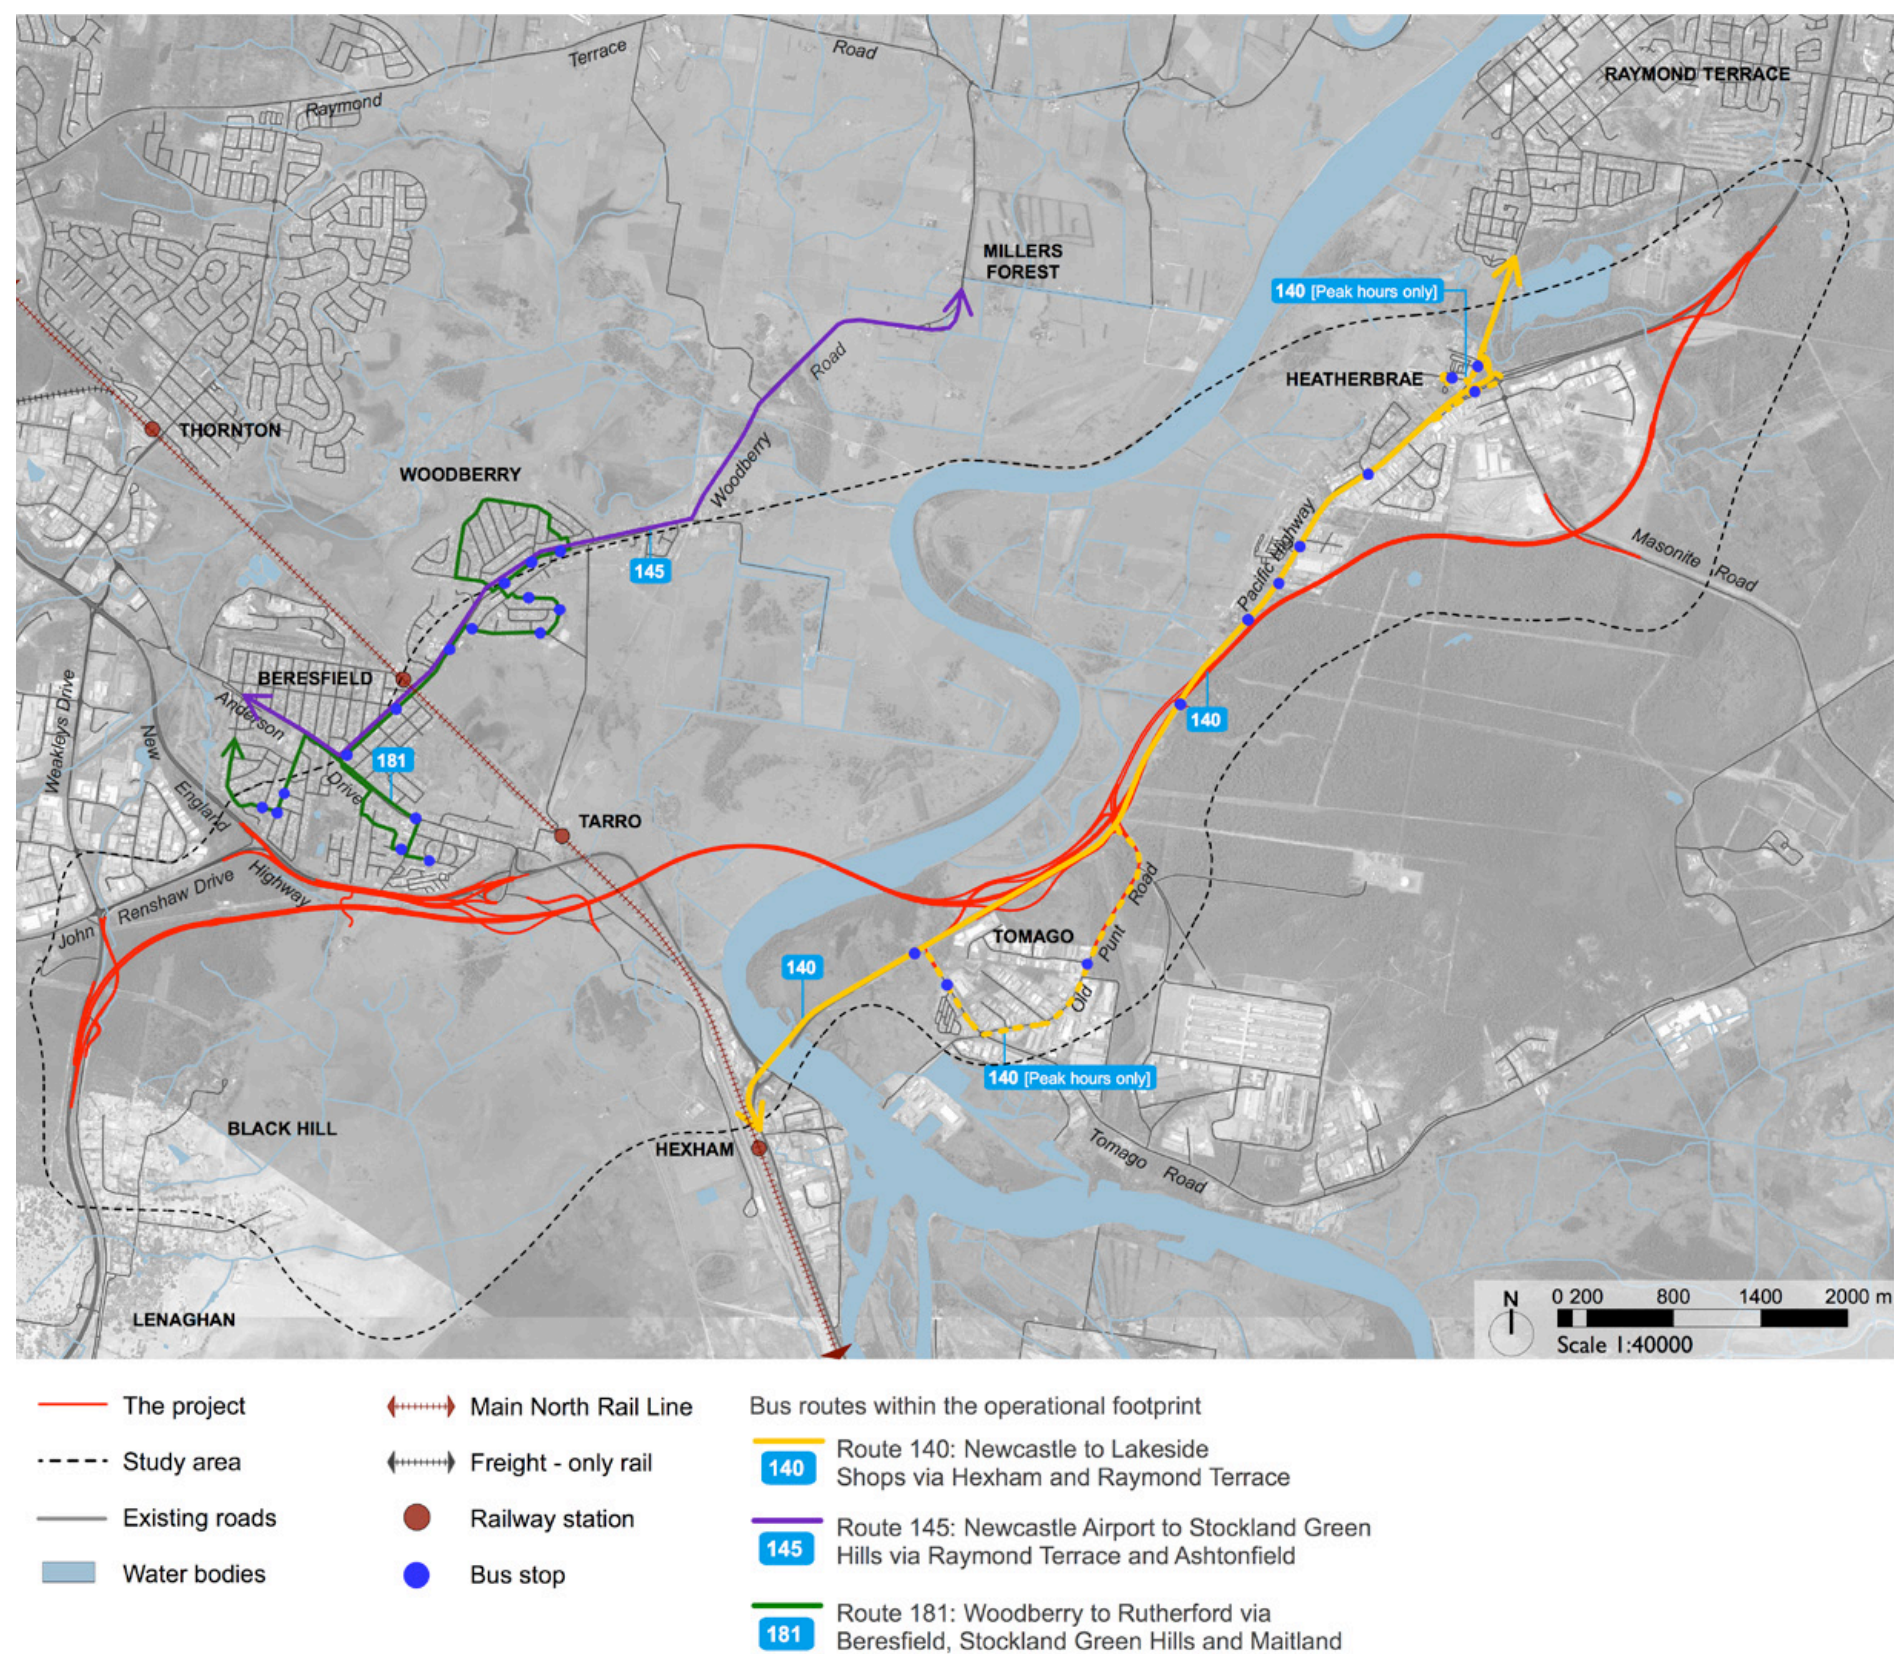 RAYMOND TERRACE
Terrace
Road
Raymond
MILLERS
FOREST
140 [Peak hours only]
HEATHERBRAE
Road
THORNTON
WOODBERRY
Woodberry
145
Pacific Highway
Masonite Road
BERESFIELD
Anderson
Drive
181
Weakleys Drive
New
England
Highway
140
TARRO
John Renshaw Drive
TOMAGO
Old Punt Road
140
140 [Peak hours only]
BLACK HILL
HEXHAM
Tomago Road
LENAGHAN
N
0 200 800 1400 2000 m
Scale 1:40000
The project
Study area
Existing roads
Water bodies
Main North Rail Line
Freight - only rail
Railway station
Bus stop
Bus routes within the operational footprint
140
Route 140: Newcastle to Lakeside
Shops via Hexham and Raymond Terrace
145
Route 145: Newcastle Airport to Stockland Green
Hills via Raymond Terrace and Ashtonfield
181
Route 181: Woodberry to Rutherford via
Beresfield, Stockland Green Hills and Maitland